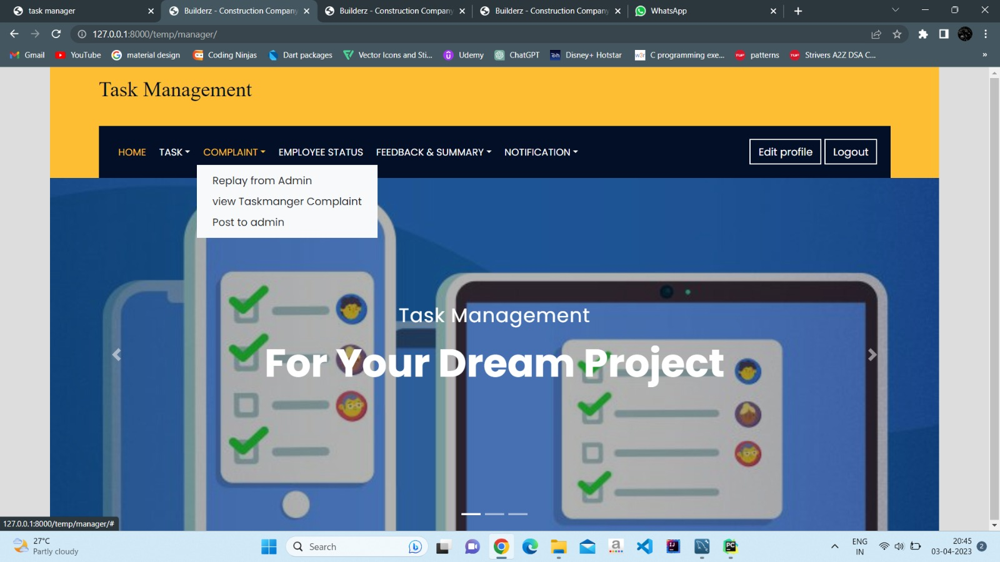 task manager
Builderz - Construction Company
Builderz - Construction Company
Builderz - Construction Company
WhatsApp
127.0.0.1:8000/temp/manager/
Gmail
YouTube
material design
Coding Ninjas
Dart packages
Vector Icons and Sti...
Udemy
ChatGPT
Disney+ Hotstar
C programming exe...
patterns
Strivers A2Z DSA C...
»
Task Management
HOME
TASK
COMPLAINT
EMPLOYEE STATUS
FEEDBACK & SUMMARY
NOTIFICATION
Edit profile
Logout
Replay from Admin
view Taskmanger Complaint
Post to admin
Task Management
For Your Dream Project
127.0.0.1:8000/temp/manager/#
27°C
Partly cloudy
Search
ENG
IN
20:45
03-04-2023
2